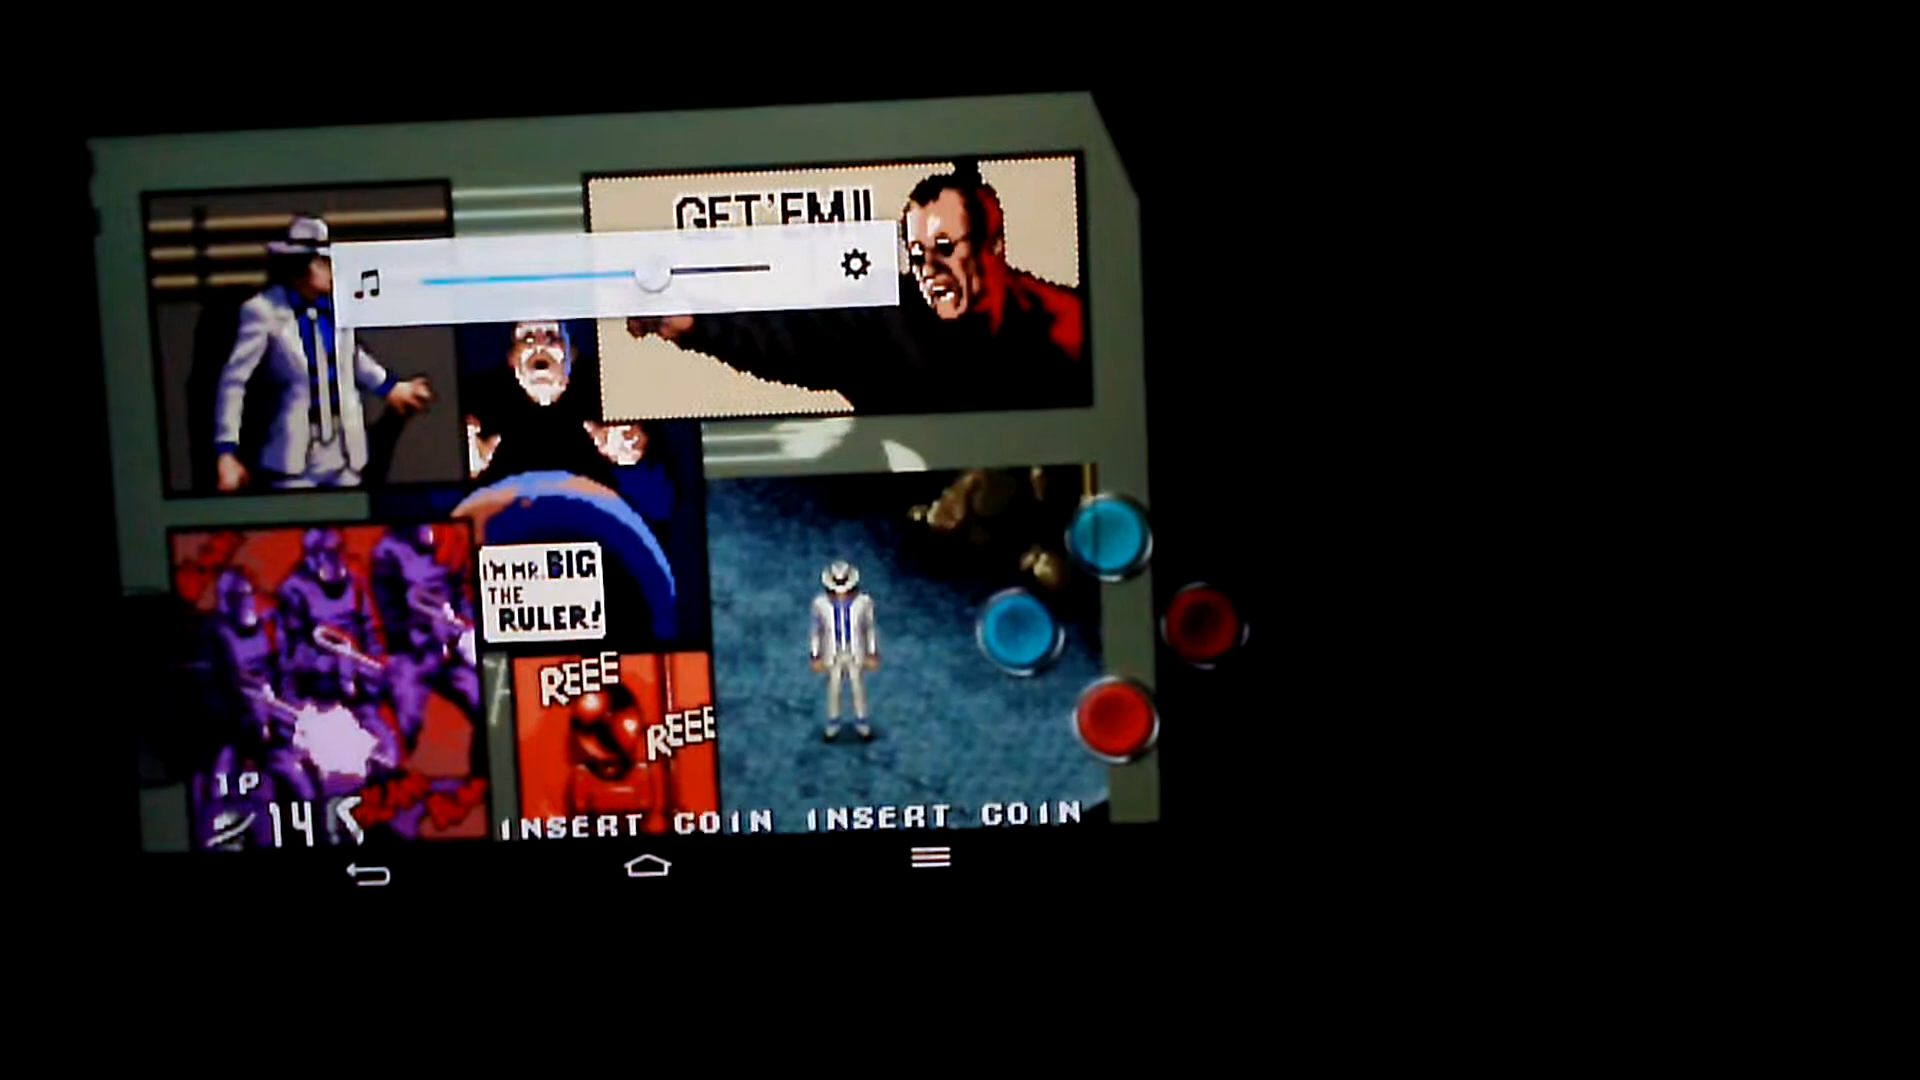 GET'EM!!
I'M MR. BIG
THE
RULER!
REEE
REEE
1P
14
INSERT COIN INSERT COIN